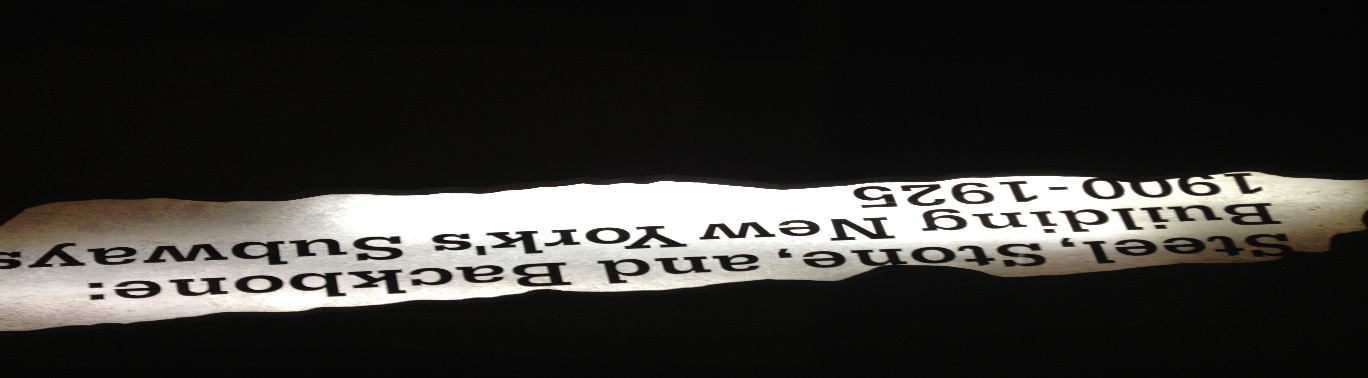 Steel, Stone, and Backbone:
Building New York's Subways
1900-1925